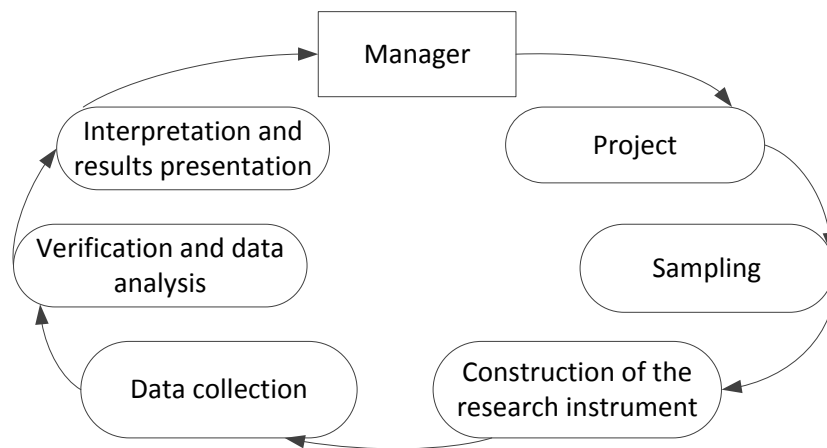 Manager
Project
Sampling
Construction of the
research instrument
Data collection
Verification and data
analysis
Interpretation and
results presentation